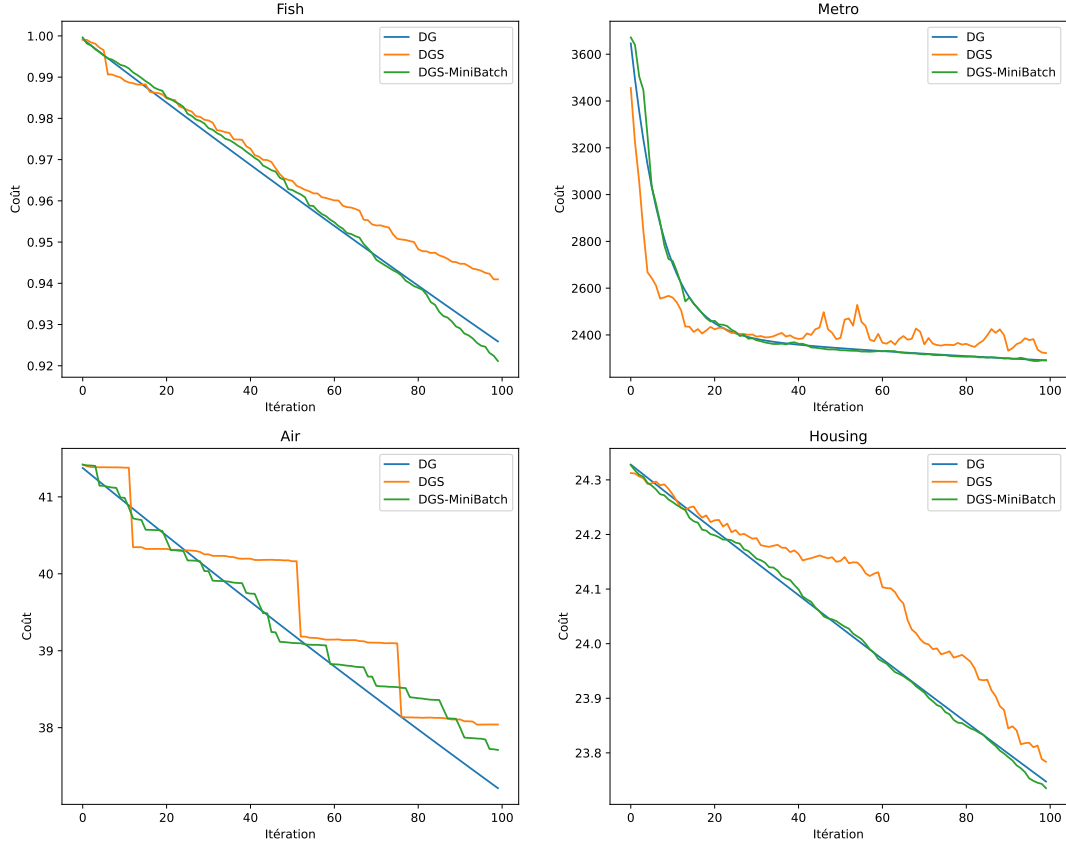 Fish
Coût
1.00
0.99
0.98
0.97
0.96
0.95
0.94
0.93
0.92
DG
DGS
DGS-MiniBatch
0 20 40 60 80 100
Itération
Metro
Coût
3600
3400
3200
3000
2800
2600
2400
DG
DGS
DGS-MiniBatch
0 20 40 60 80 100
Itération
Air
Coût
41
40
39
38
DG
DGS
DGS-MiniBatch
0 20 40 60 80 100
Itération
Housing
Coût
24.3
24.2
24.1
24.0
23.9
23.8
DG
DGS
DGS-MiniBatch
0 20 40 60 80 100
Itération